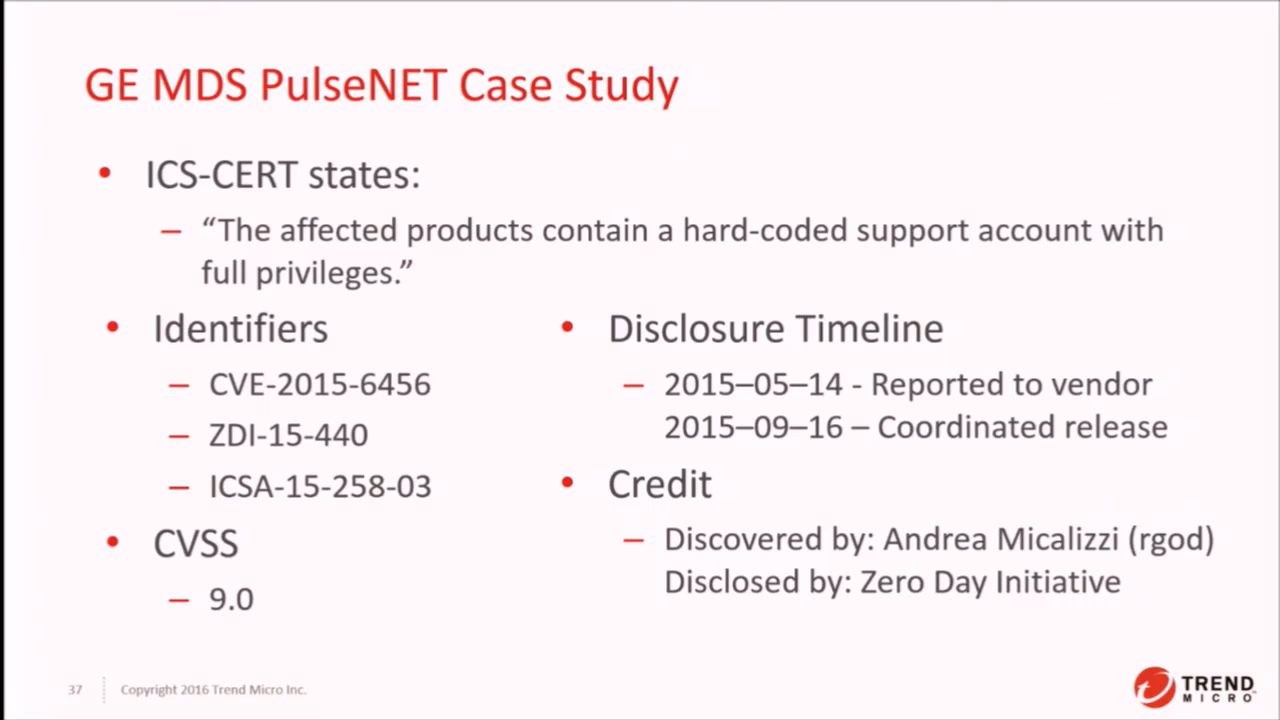 GE MDS PulseNET Case Study
• ICS-CERT states:
– “The affected products contain a hard-coded support account with
full privileges.”
• Identifiers
– CVE-2015-6456
– ZDI-15-440
– ICSA-15-258-03
• CVSS
– 9.0
• Disclosure Timeline
– 2015–05–14 - Reported to vendor
2015–09–16 – Coordinated release
• Credit
– Discovered by: Andrea Micalizzi (rgod)
Disclosed by: Zero Day Initiative
37
Copyright 2016 Trend Micro Inc.
TREND
MICRO